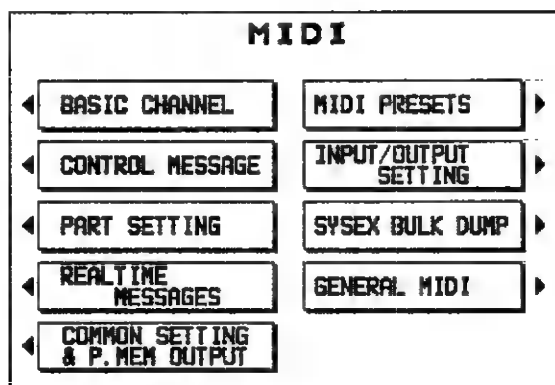 MIDI
BASIC CHANNEL
CONTROL MESSAGE
PART SETTING
REALTIME
MESSAGES
COMMON SETTING
& P.MEM OUTPUT
MIDI PRESETS
INPUT/OUTPUT
SETTING
SYSEX BULK DUMP
GENERAL MIDI